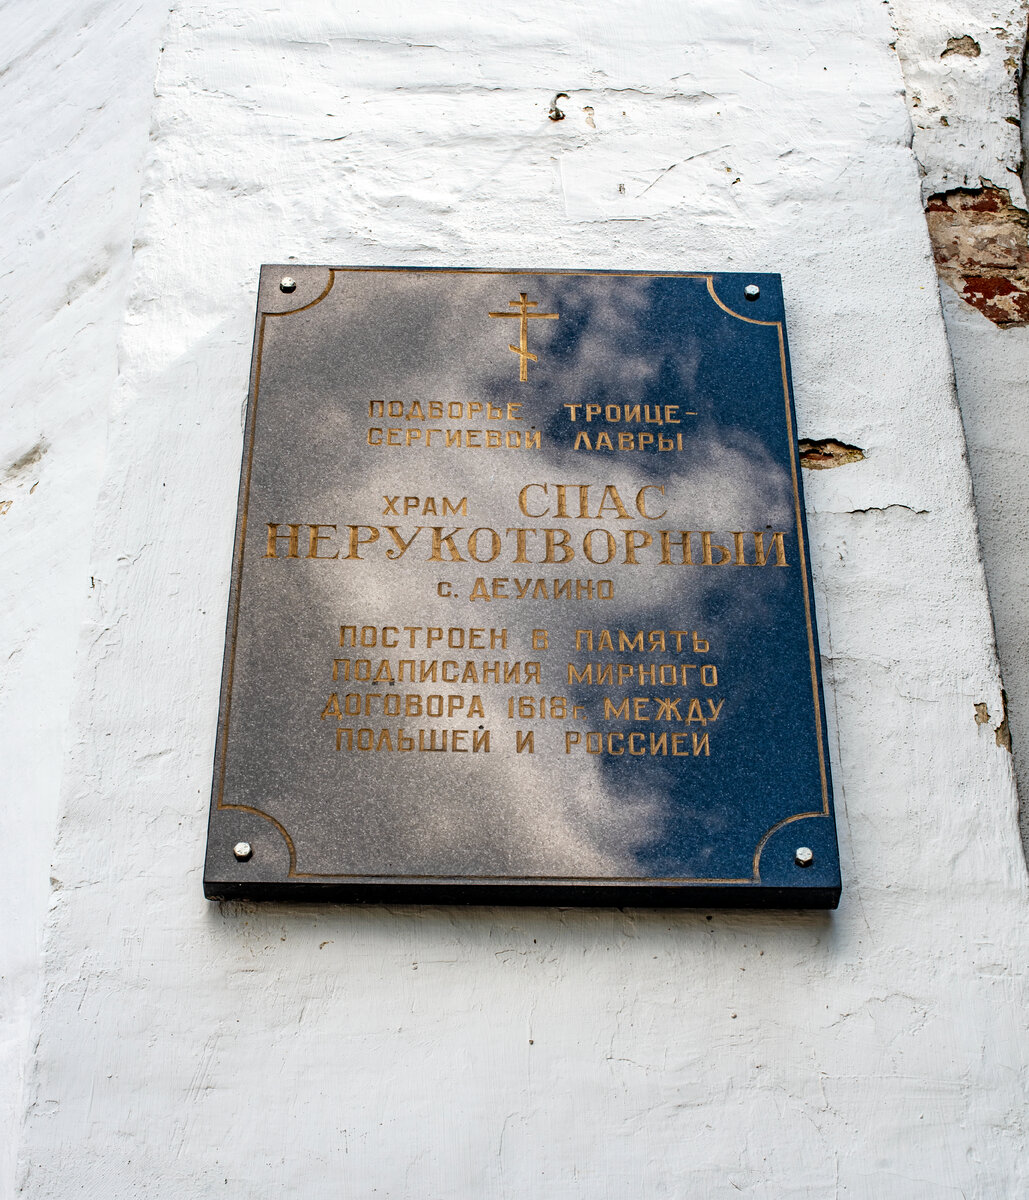 ПОДВОРЬЕ ТРОИЦЕ-
СЕРГИЕВОЙ ЛАВРЫ
ХРАМ СПАС
НЕРУКОТВОРНЫЙ
с. ДЕУЛИНО
ПОСТРОЕН В ПАМЯТЬ
ПОДПИСАНИЯ МИРНОГО
ДОГОВОРА 1618г. МЕЖДУ
ПОЛЬШЕЙ И РОССИЕЙ